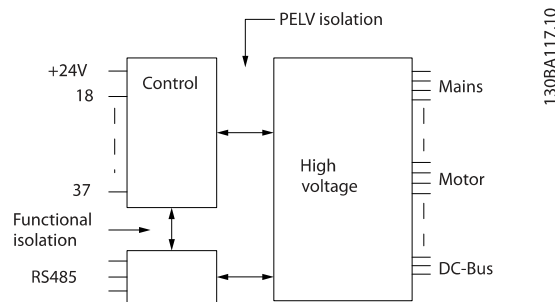 PELV isolation
130BA117.10
+24V
Control
Mains
18
High
voltage
Motor
37
Functional
isolation
RS485
DC-Bus